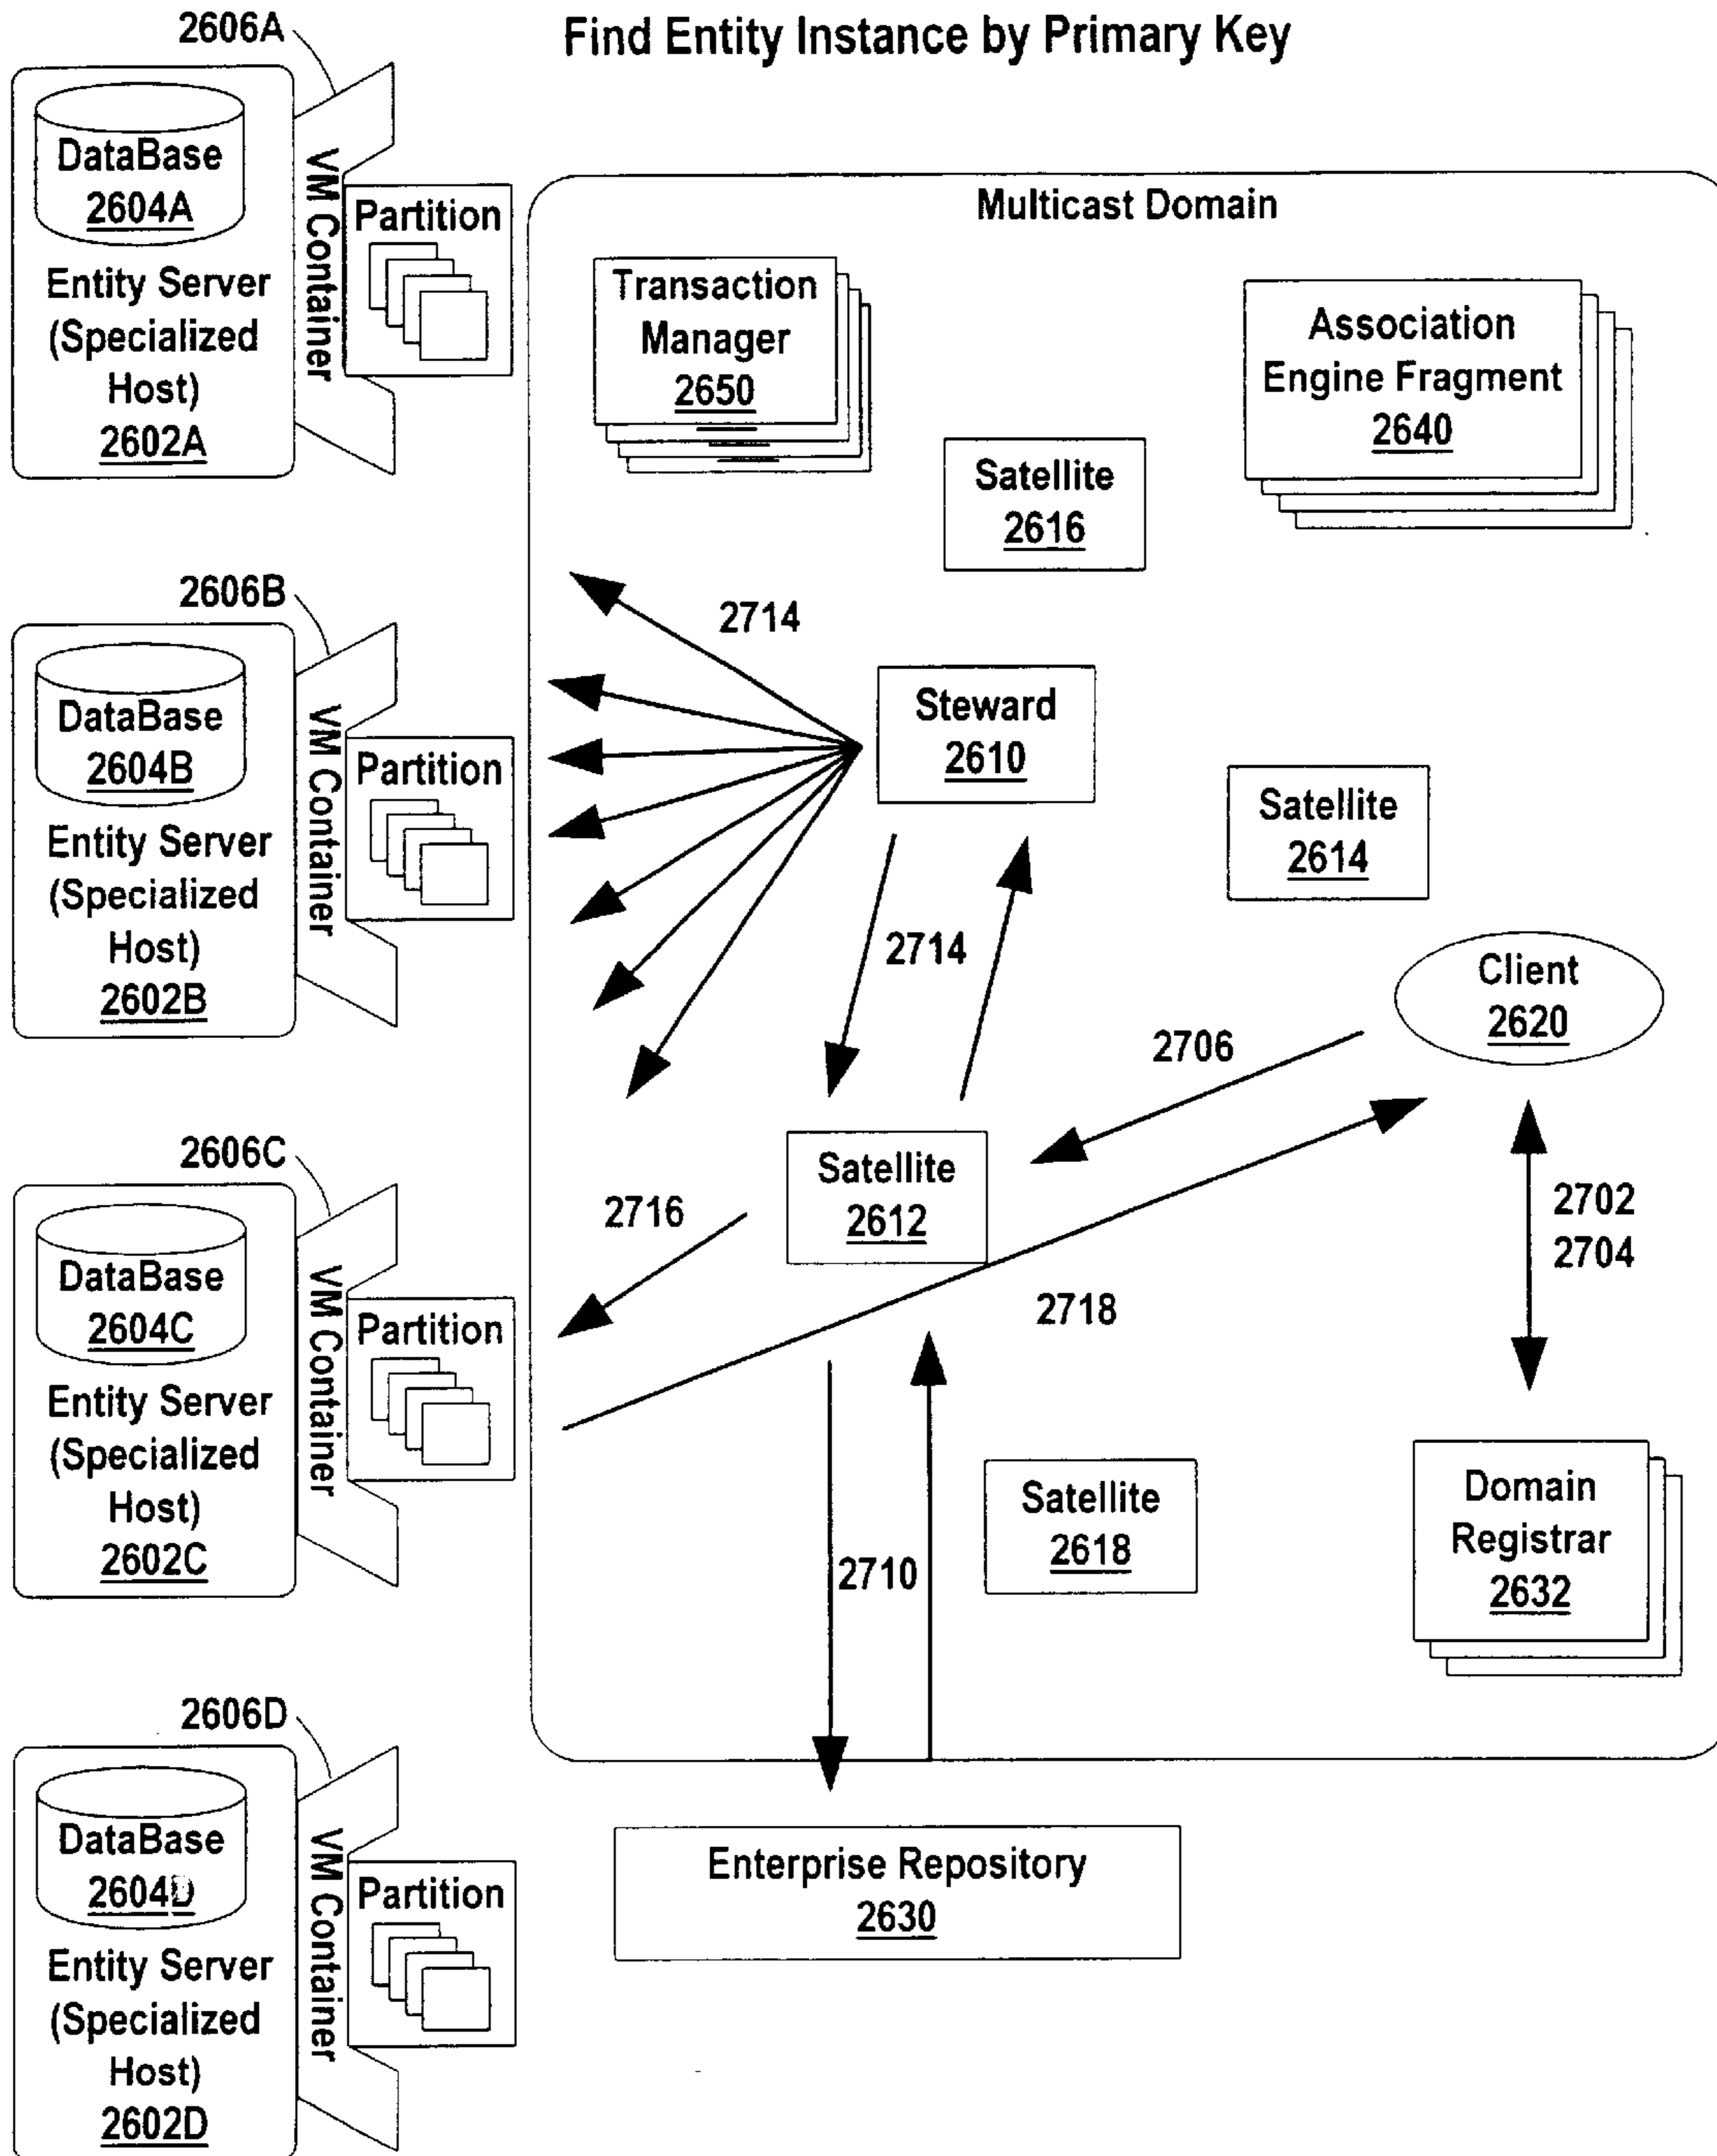 Find Entity Instance by Primary Key
2606A
DataBase
2604A
Entity Server
(Specialized
Host)
2602A
VM Container
Partition
2606B
DataBase
2604B
Entity Server
(Specialized
Host)
2602B
VM Container
Partition
2606C
DataBase
2604C
Entity Server
(Specialized
Host)
2602C
VM Container
Partition
2606D
DataBase
2604D
Entity Server
(Specialized
Host)
2602D
VM Container
Partition
Multicast Domain
Transaction
Manager
2650
Association
Engine Fragment
2640
Satellite
2616
2714
Steward
2610
Satellite
2614
2714
Client
2620
2706
Satellite
2612
2716
2702
2704
2718
Satellite
2618
2710
Domain
Registrar
2632
Enterprise Repository
2630